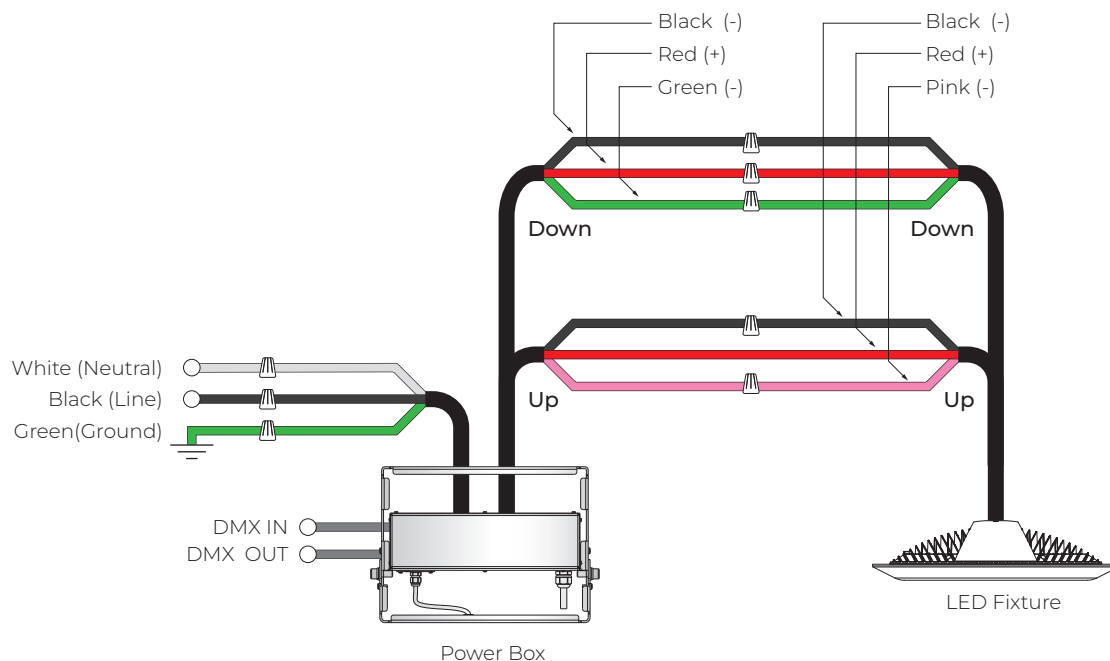 Black (-)
Red (+)
Green (-)
Black (-)
Red (+)
Pink (-)
Down
Down
Up
Up
White (Neutral)
Black (Line)
Green(Ground)
DMX IN
DMX OUT
Power Box
LED Fixture